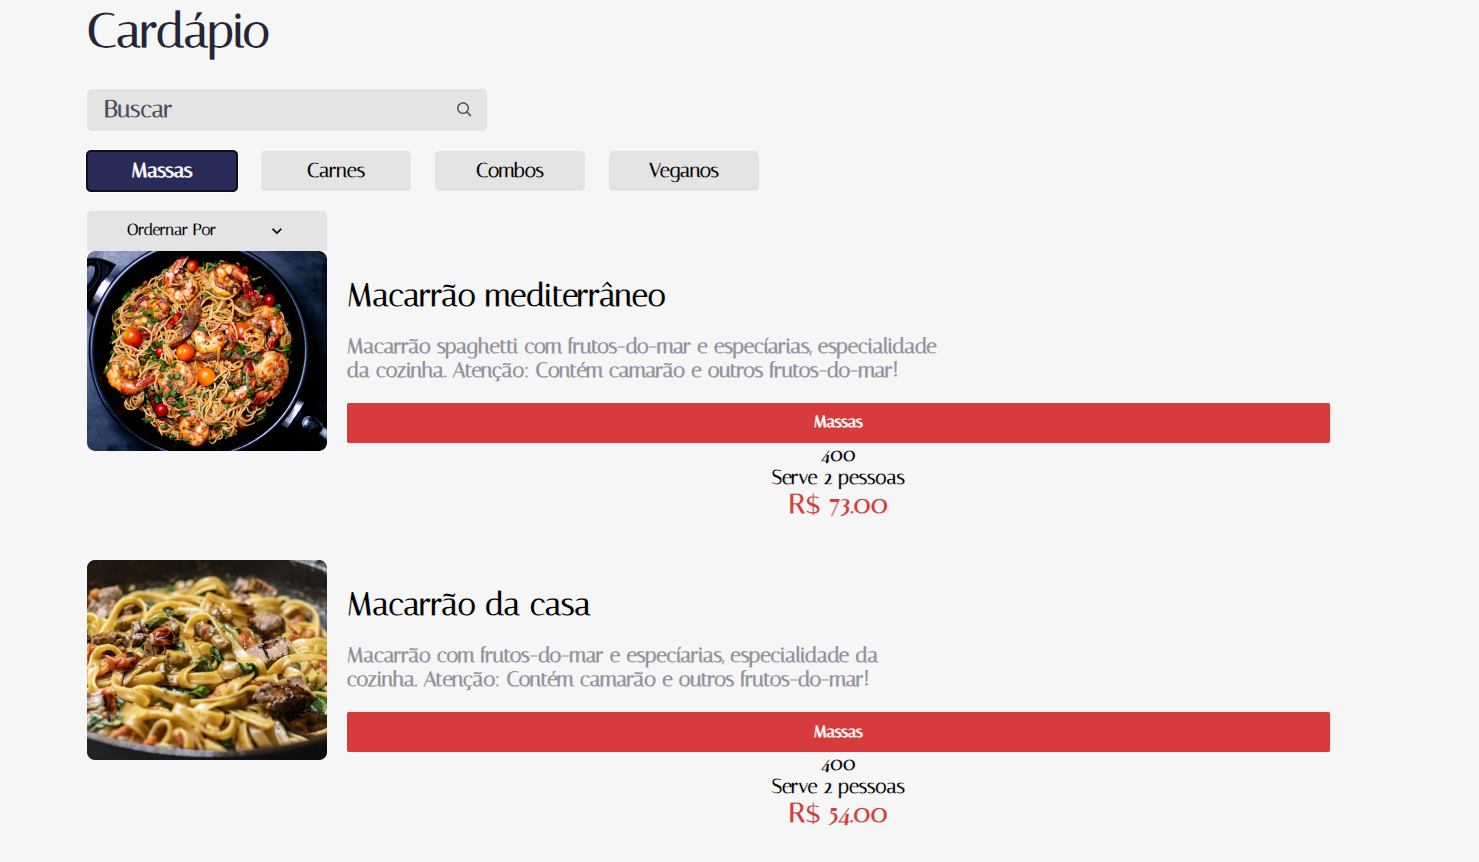 Cardápio
Buscar
Massas
Carnes
Combos
Veganos
Ordernar Por
Macarrão mediterrâneo
Macarrão spaghetti com frutos-do-mar e especíarias, especialidade
da cozinha. Atenção: Contém camarão e outros frutos-do-mar!
Massas
400
Serve 2 pessoas
R$ 73.00
Macarrão da casa
Macarrão com frutos-do-mar e especíarias, especialidade da
cozinha. Atenção: Contém camarão e outros frutos-do-mar!
Massas
400
Serve 2 pessoas
R$ 54.00